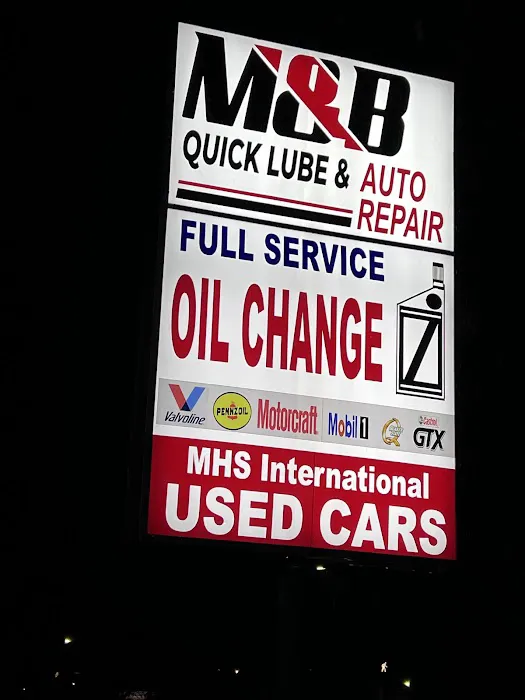 M&B
QUICK LUBE & AUTO
REPAIR
FULL SERVICE
OIL CHANGE
Valvoline PENNZOIL Motorcraft Mobil 1 Castrol GTX
MHS International
USED CARS